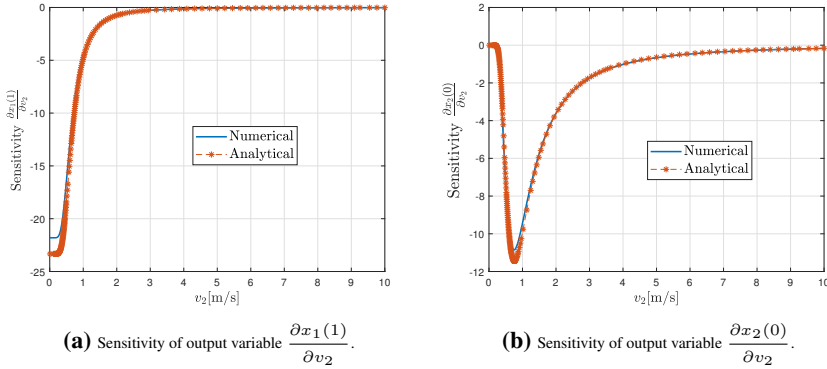 0
-5
-10
-15
-20
-25
Sensitivity ∂x₁(1)/∂v₂
Numerical
Analytical
0 1 2 3 4 5 6 7 8 9 10
v₂[m/s]
(a) Sensitivity of output variable ∂x₁(1)/∂v₂.
2
0
-2
-4
-6
-8
-10
-12
Sensitivity ∂x₂(0)/∂v₂
Numerical
Analytical
0 1 2 3 4 5 6 7 8 9 10
v₂[m/s]
(b) Sensitivity of output variable ∂x₂(0)/∂v₂.